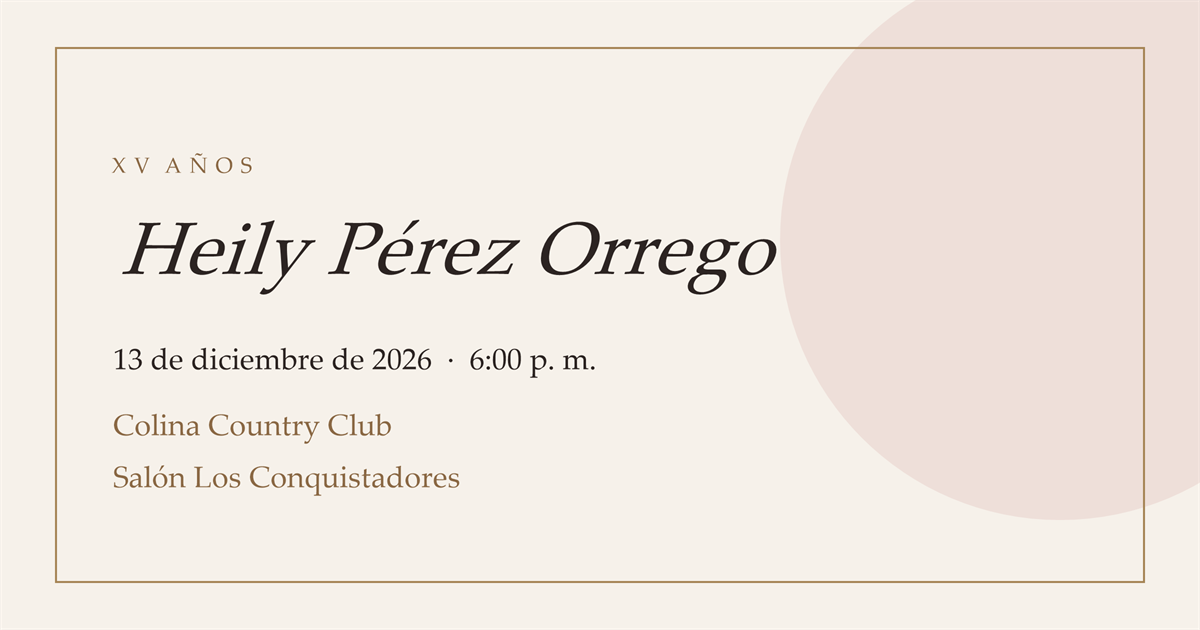 XV AÑOS
Heily Pérez Orrego
13 de diciembre de 2026 · 6:00 p. m.
Colina Country Club
Salón Los Conquistadores